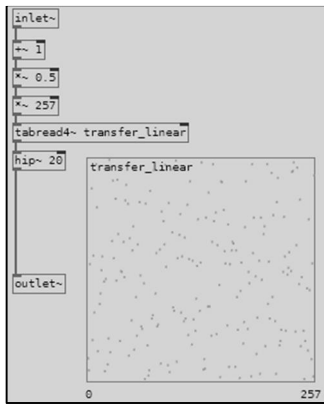 inlet~
+~ 1
*~ 0.5
*~ 257
tabread4~ transfer_linear
hip~ 20
transfer_linear
outlet~
0 257